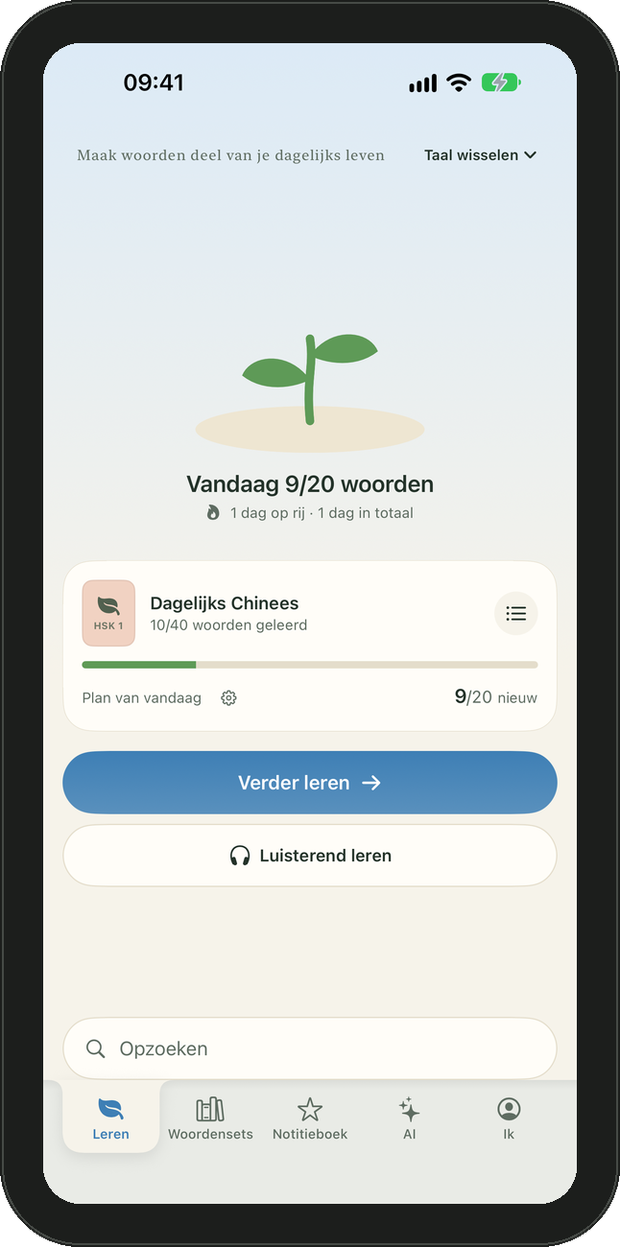 09:41
Maak woorden deel van je dagelijks leven
Taal wisselen
Vandaag 9/20 woorden
1 dag op rij · 1 dag in totaal
HSK 1
Dagelijks Chinees
10/40 woorden geleerd
Plan van vandaag
9/20 nieuw
Verder leren →
Luisterend leren
Opzoeken
Leren
Woordensets
Notitieboek
AI
Ik